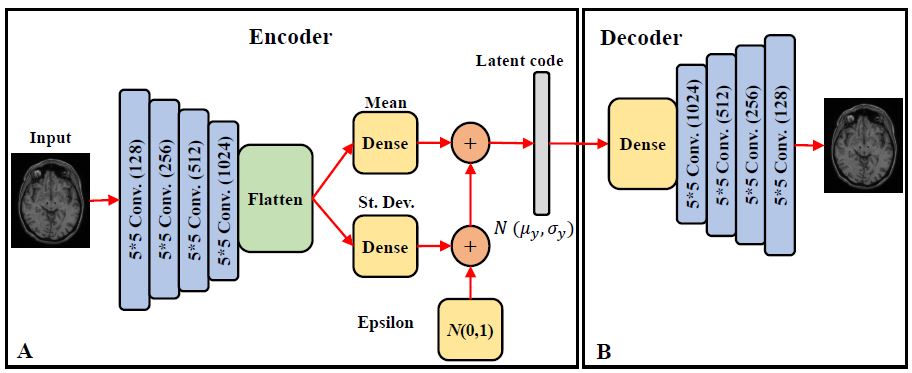 Encoder
Input
5*5 Conv. (128)
5*5 Conv. (256)
5*5 Conv. (512)
5*5 Conv. (1024)
Flatten
Mean
Dense
St. Dev.
Dense
Epsilon
N(0,1)
+
+
Latent code
N (μy, σy)
A
Decoder
Dense
5*5 Conv. (1024)
5*5 Conv. (512)
5*5 Conv. (256)
5*5 Conv. (128)
B